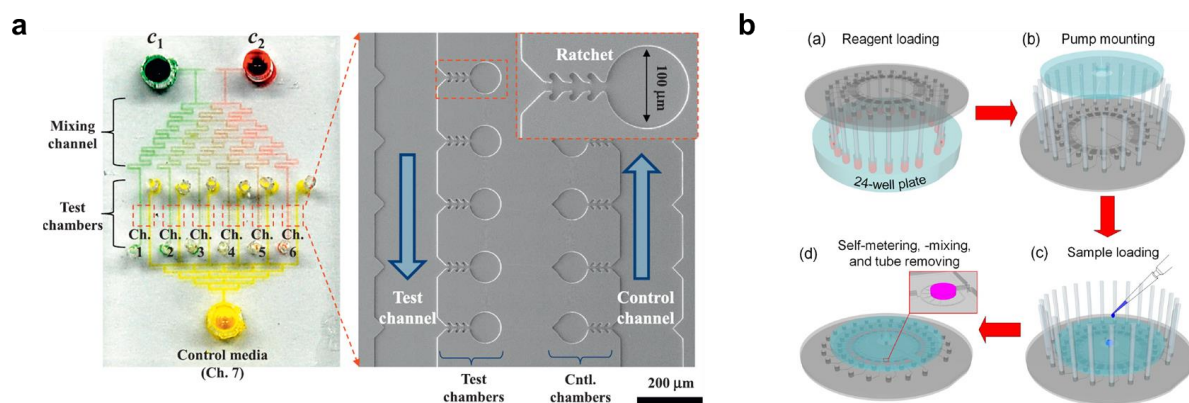 a
c1
c2
Mixing
channel
Test
chambers
Ch.
1
Ch.
2
Ch.
3
Ch.
4
Ch.
5
Ch.
6
Control media
(Ch. 7)
Ratchet
100 μm
Test
channel
Control
channel
Test
chambers
Cntl.
chambers
200 μm
b
(a)
Reagent loading
24-well plate
(b)
Pump mounting
(d)
Self-metering, -mixing,
and tube removing
(c)
Sample loading